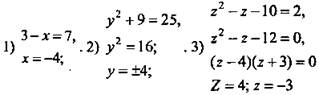 1) 3 − x = 7,
x = −4;
. 2) y² + 9 = 25,
y² = 16;
y = ±4;
. 3) z² − z − 10 = 2,
z² − z − 12 = 0,
(z − 4)(z + 3) = 0
Z = 4; z = −3